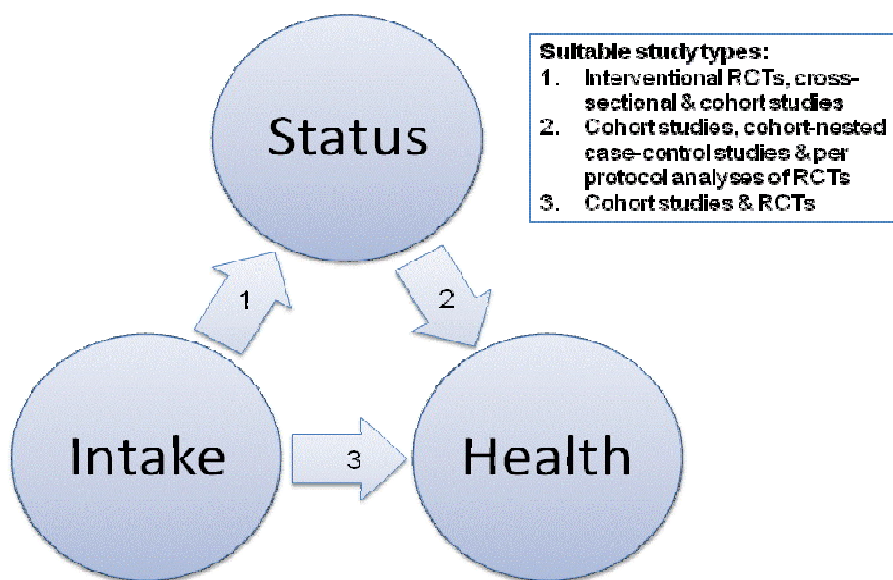 Status
Suitable study types:
1. Interventional RCTs, cross-
sectional & cohort studies
2. Cohort studies, cohort-nested
case-control studies & per
protocol analyses of RCTs
3. Cohort studies & RCTs
1
2
Intake
3
Health